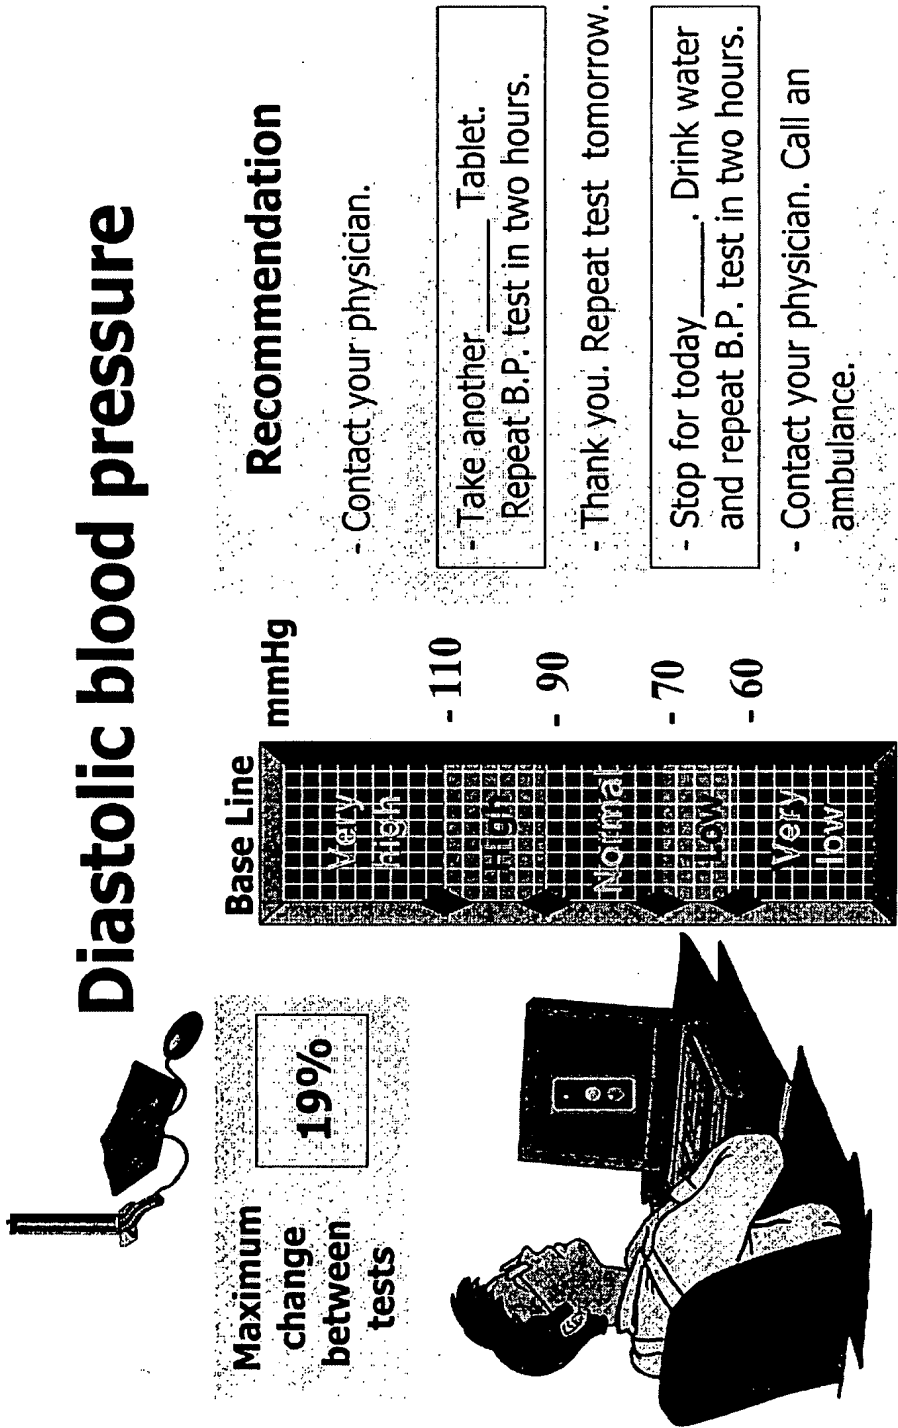 Diastolic blood pressure
Maximum
change
between
tests
19%
Base Line
mmHg
Very
high
High
Normal
Low
Very
low
- 110
- 90
- 70
- 60
Recommendation
- Contact your physician.
- Take another ____ Tablet.
Repeat B.P. test in two hours.
- Thank you. Repeat test tomorrow.
- Stop for today____. Drink water
and repeat B.P. test in two hours.
- Contact your physician. Call an
ambulance.